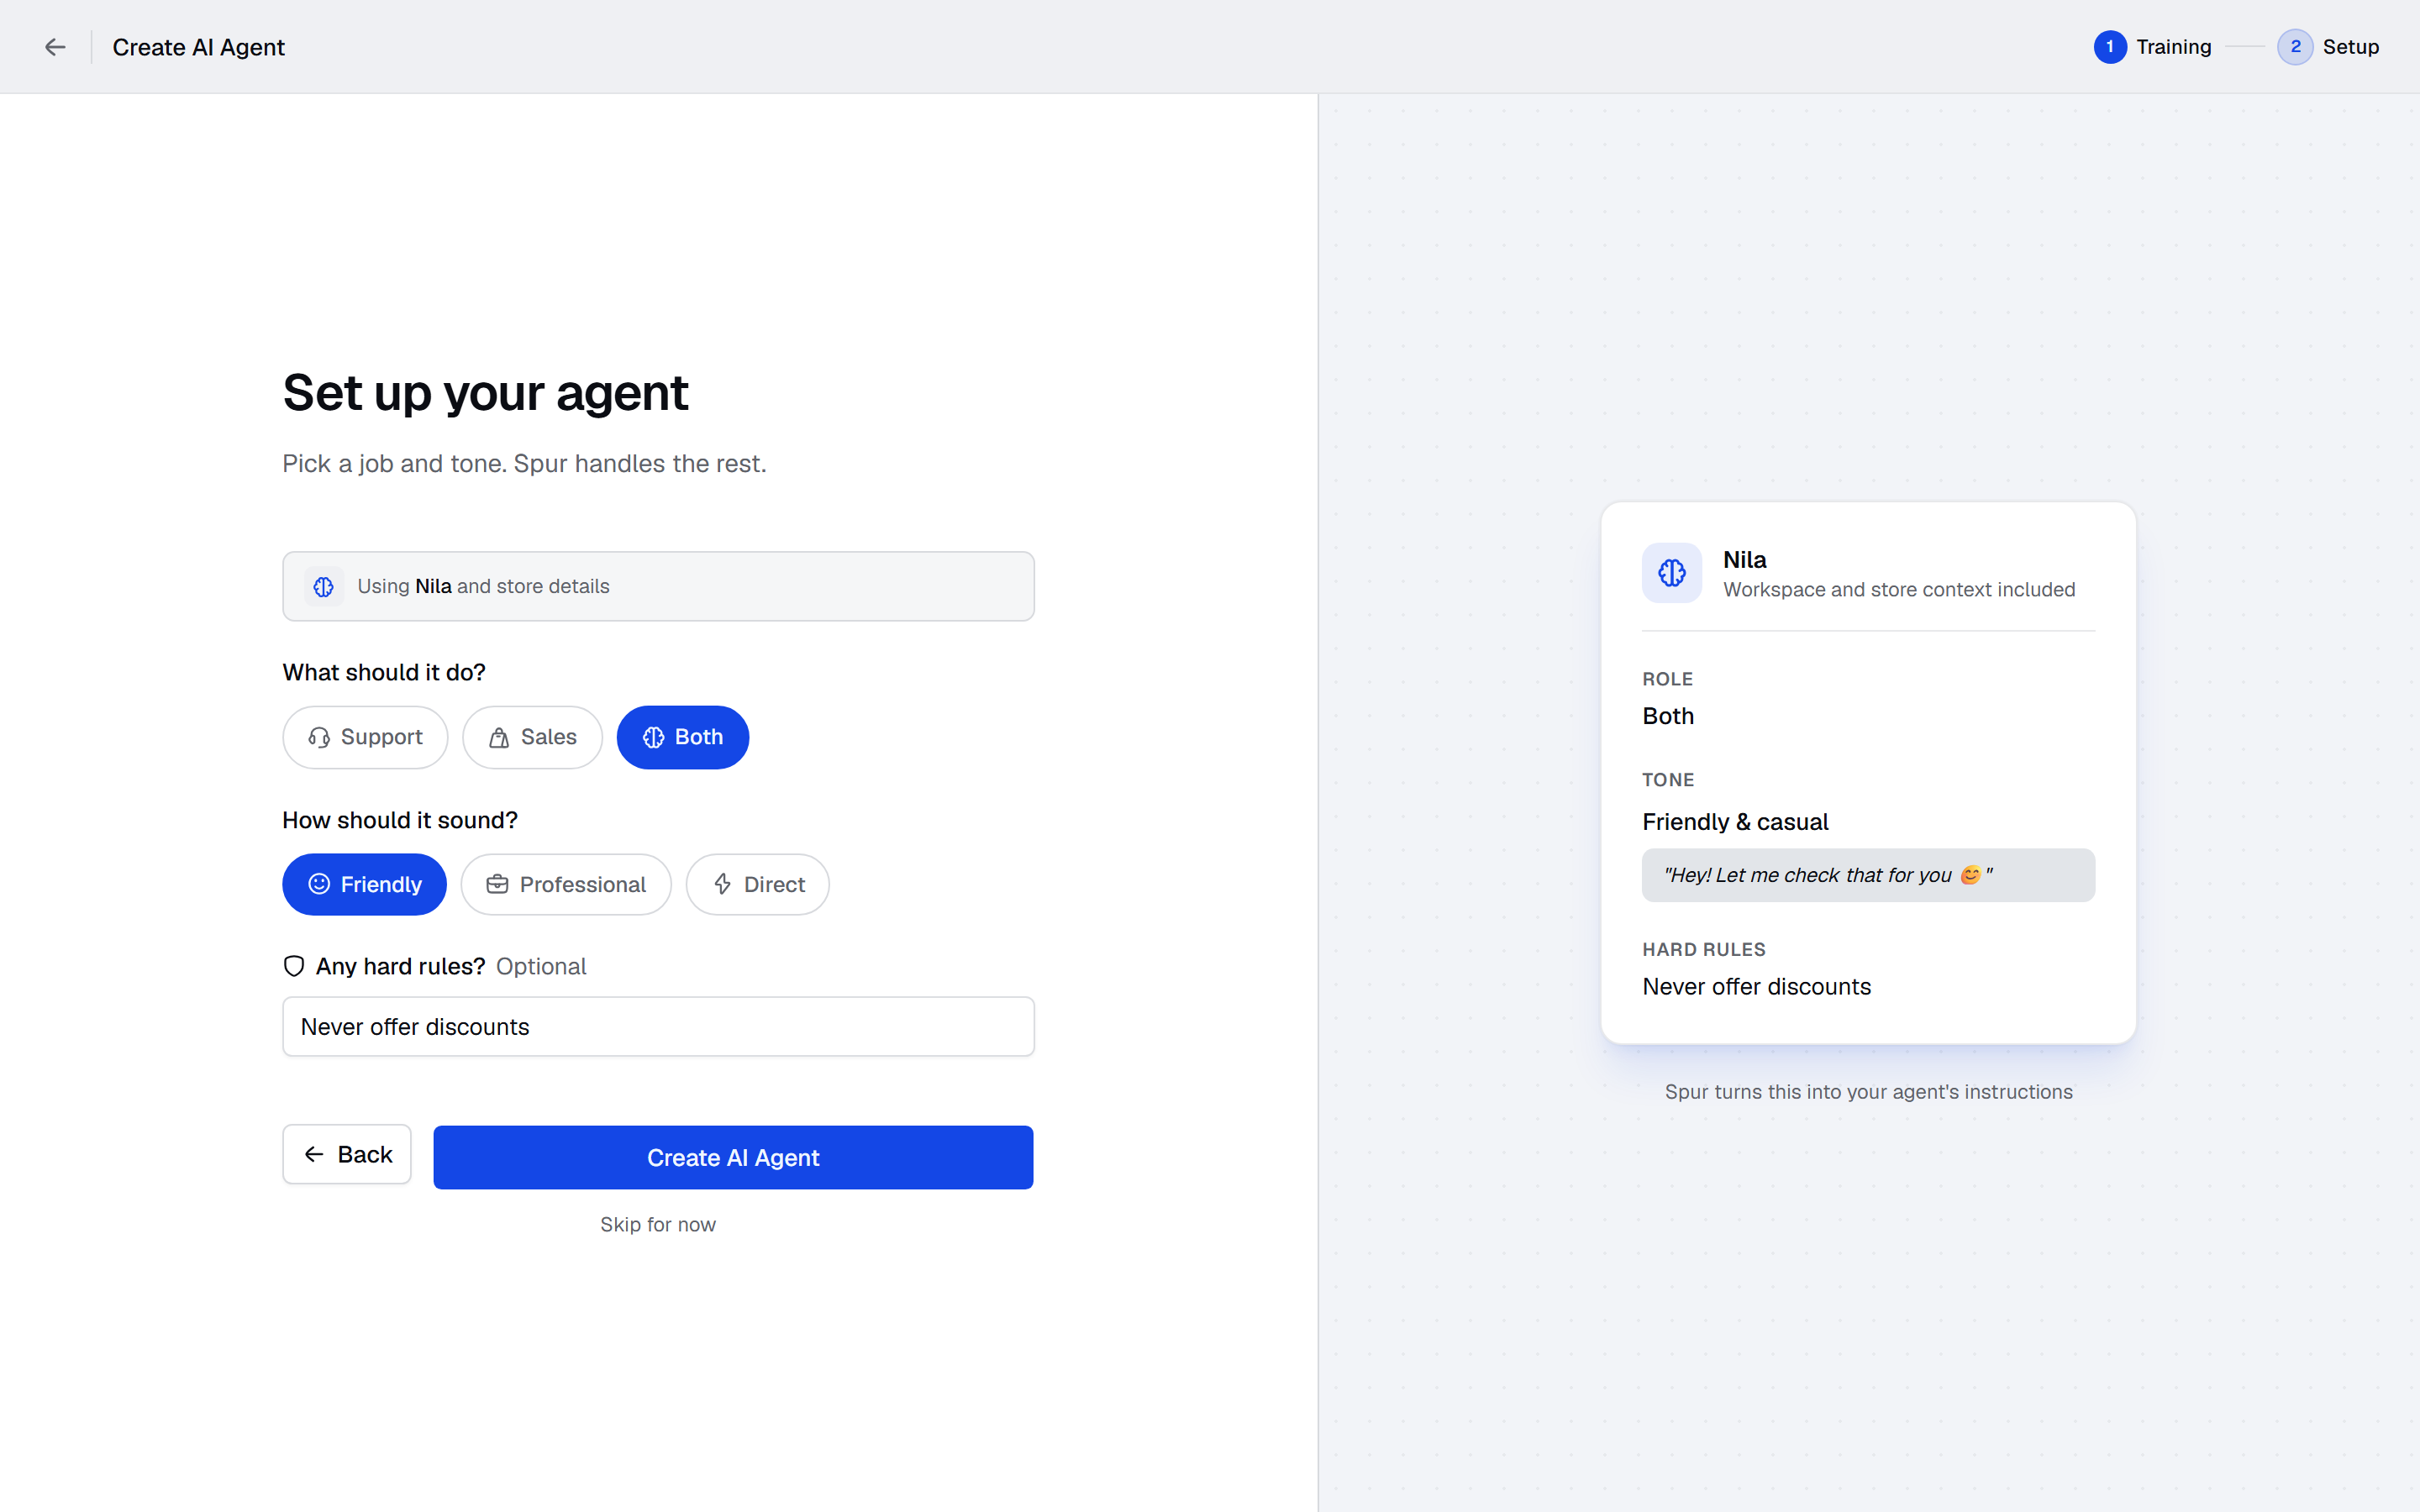 Create AI Agent
1 Training
2 Setup
Set up your agent
Pick a job and tone. Spur handles the rest.
Using Nila and store details
What should it do?
Support
Sales
Both
How should it sound?
Friendly
Professional
Direct
Any hard rules? Optional
Never offer discounts
Back
Create AI Agent
Skip for now
Nila
Workspace and store context included
ROLE
Both
TONE
Friendly & casual
"Hey! Let me check that for you 😊"
HARD RULES
Never offer discounts
Spur turns this into your agent's instructions